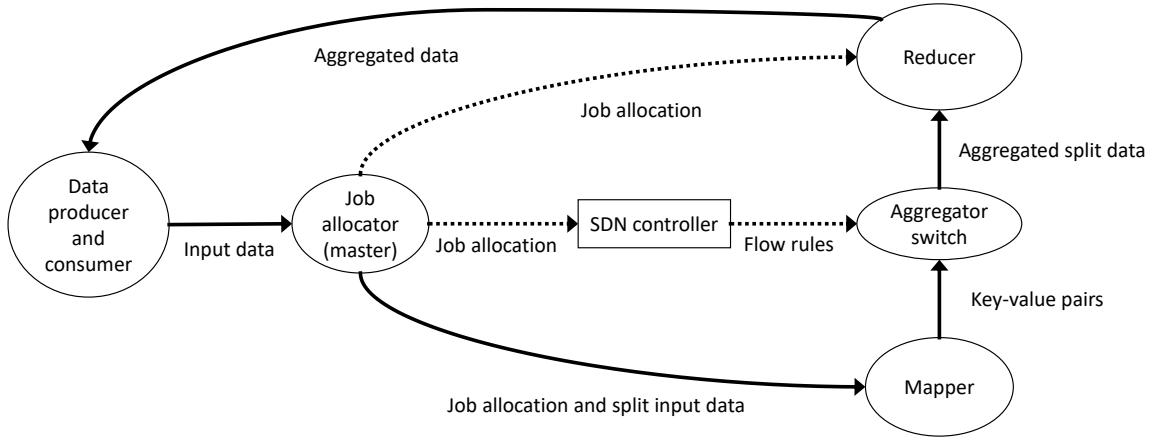 Aggregated data
Reducer
Job allocation
Aggregated split data
Data
producer
and
consumer
Input data
Job
allocator
(master)
Job allocation
SDN controller
Flow rules
Aggregator
switch
Key-value pairs
Mapper
Job allocation and split input data